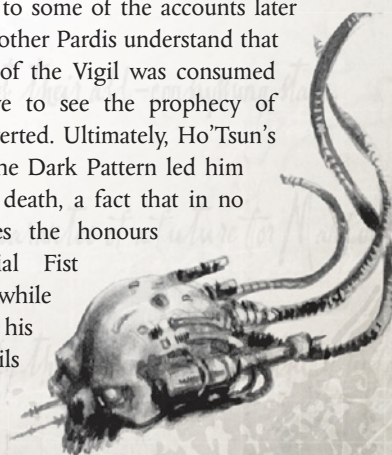 to some of the accounts later
other Pardis understand that
of the Vigil was consumed
e to see the prophecy of
erted. Ultimately, Ho’Tsun’s
he Dark Pattern led him
death, a fact that in no
es the honours
ial Fist
while
his
ils